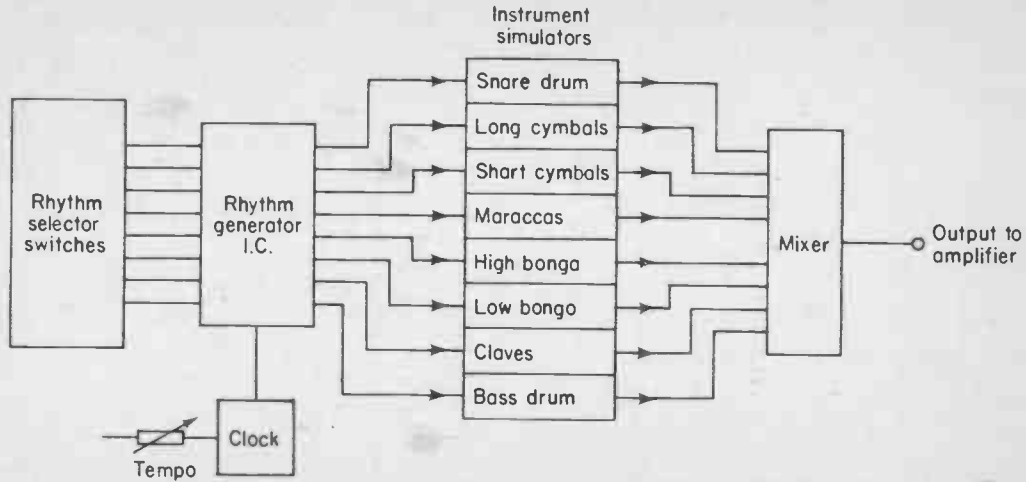 Instrument
simulators
Snare drum
Long cymbals
Shart cymbals
Maraccas
High bonga
Low bongo
Claves
Bass drum
Rhythm
selector
switches
Rhythm
generator
I.C.
Clock
Tempo
Mixer
Output to
amplifier